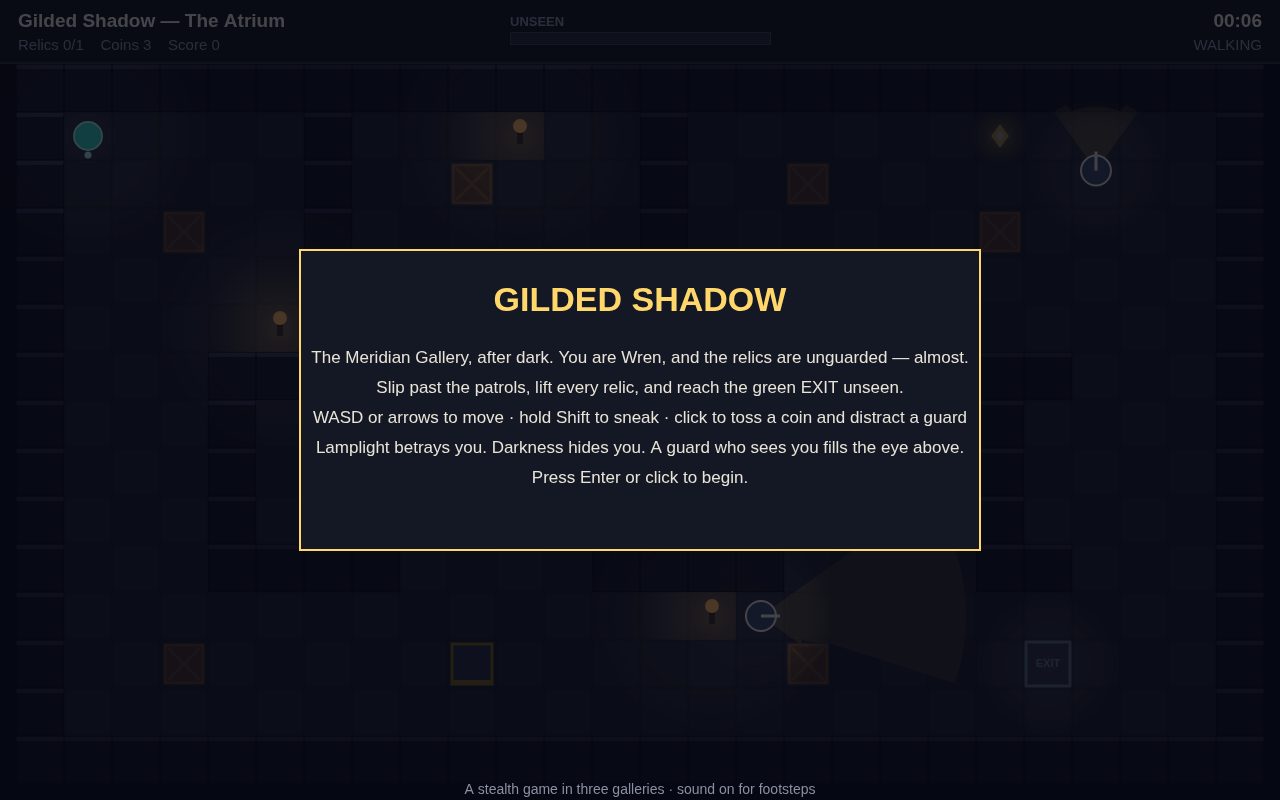 Gilded Shadow — The Atrium
Relics 0/1 Coins 3 Score 0
UNSEEN
00:06
WALKING
GILDED SHADOW
The Meridian Gallery, after dark. You are Wren, and the relics are unguarded — almost.
Slip past the patrols, lift every relic, and reach the green EXIT unseen.
WASD or arrows to move · hold Shift to sneak · click to toss a coin and distract a guard
Lamplight betrays you. Darkness hides you. A guard who sees you fills the eye above.
Press Enter or click to begin.
EXIT
A stealth game in three galleries · sound on for footsteps